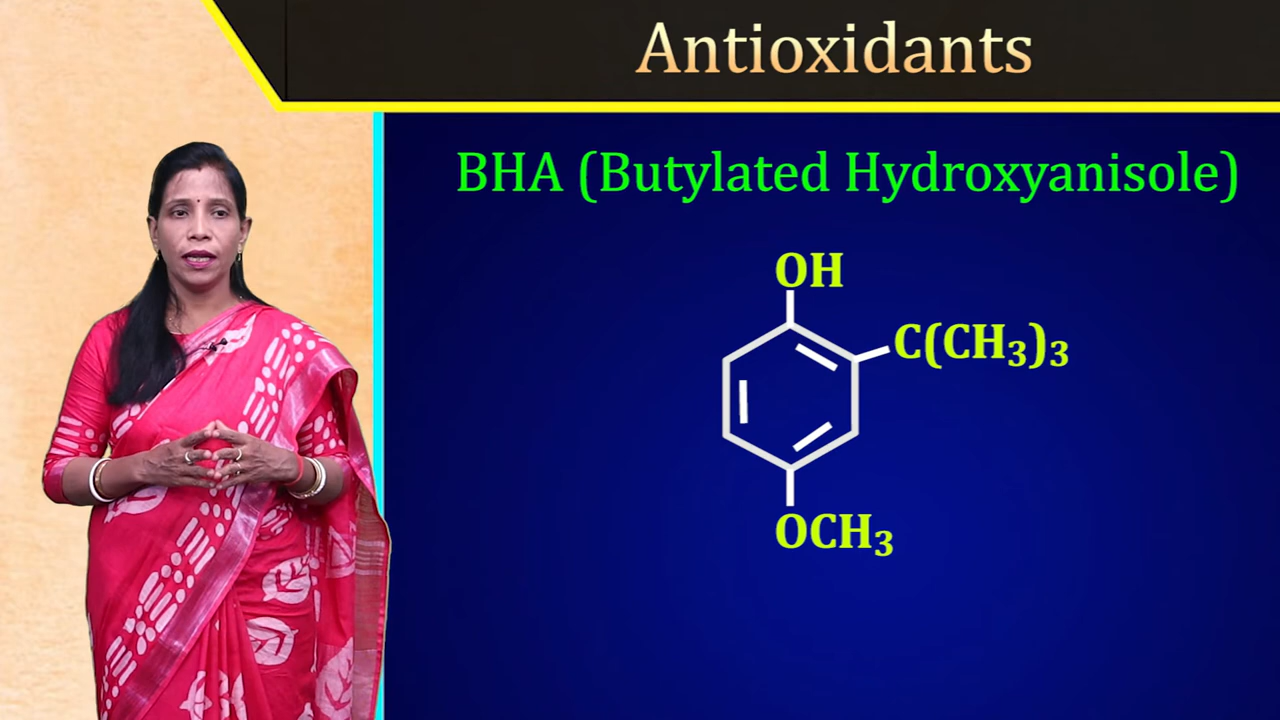 Antioxidants
BHA (Butylated Hydroxyanisole)
OH
C(CH₃)₃
OCH₃